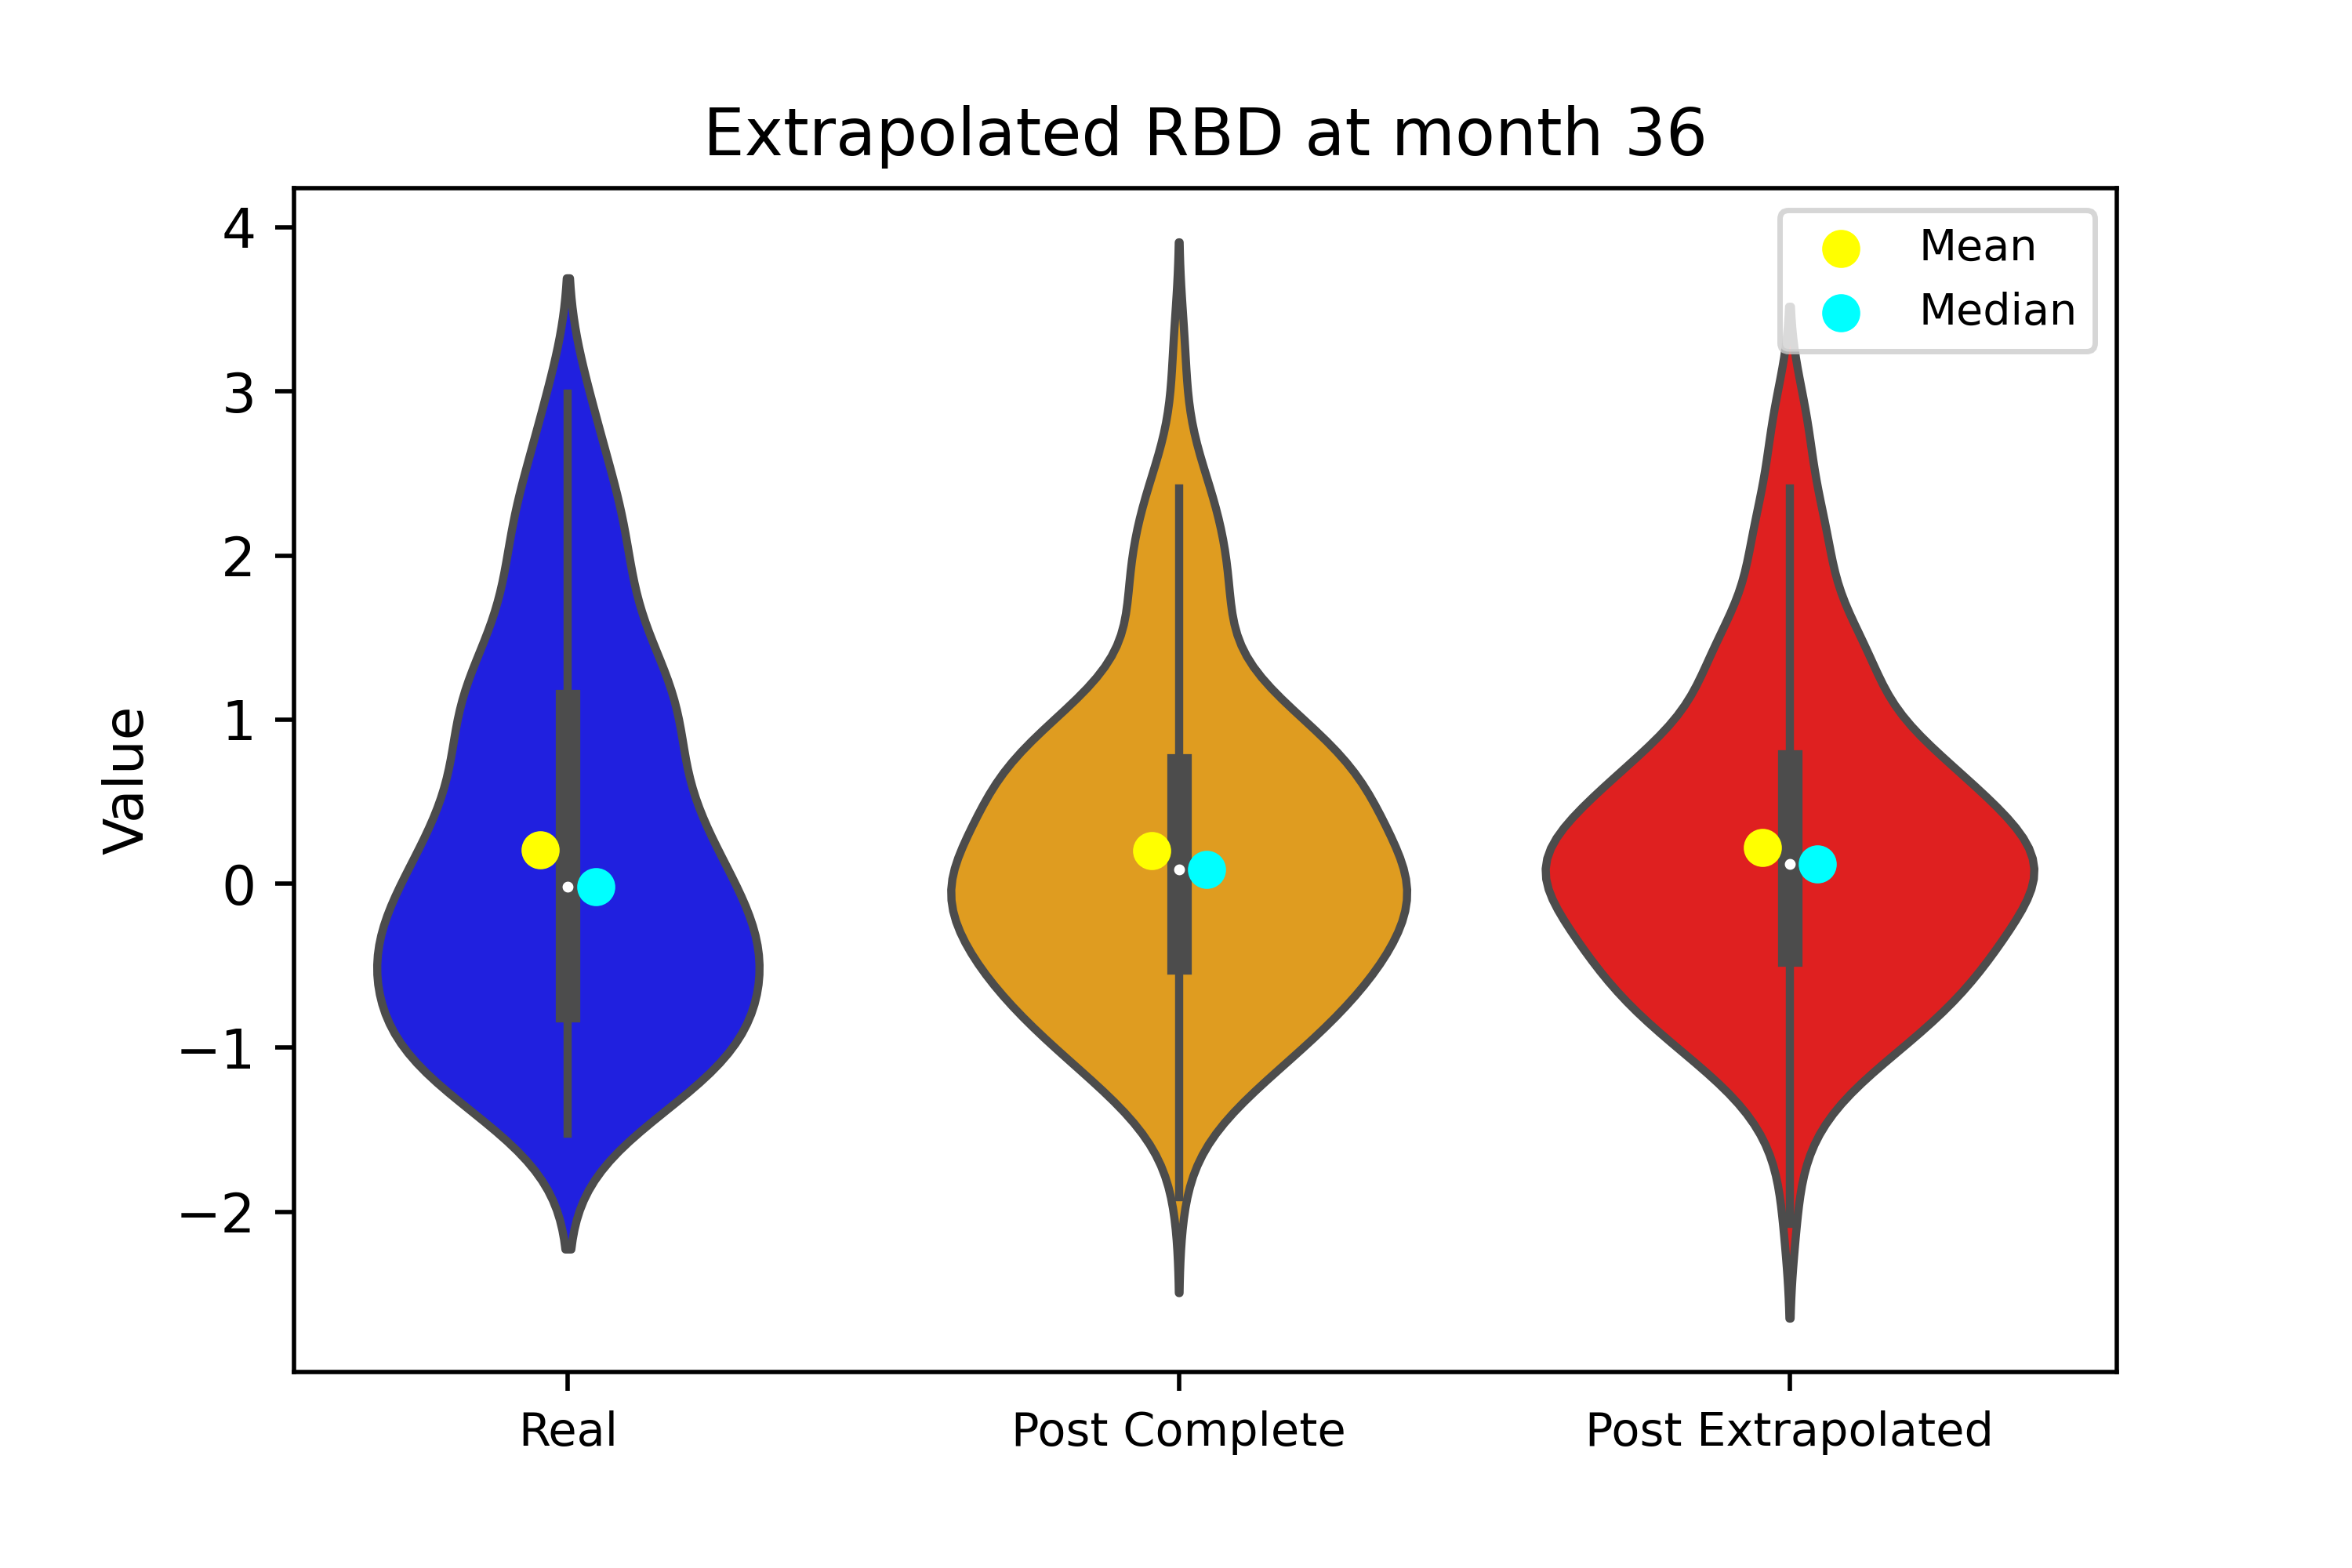 Extrapolated RBD at month 36
Mean
Median
4
3
2
1
0
−1
−2
Value
Real
Post Complete
Post Extrapolated